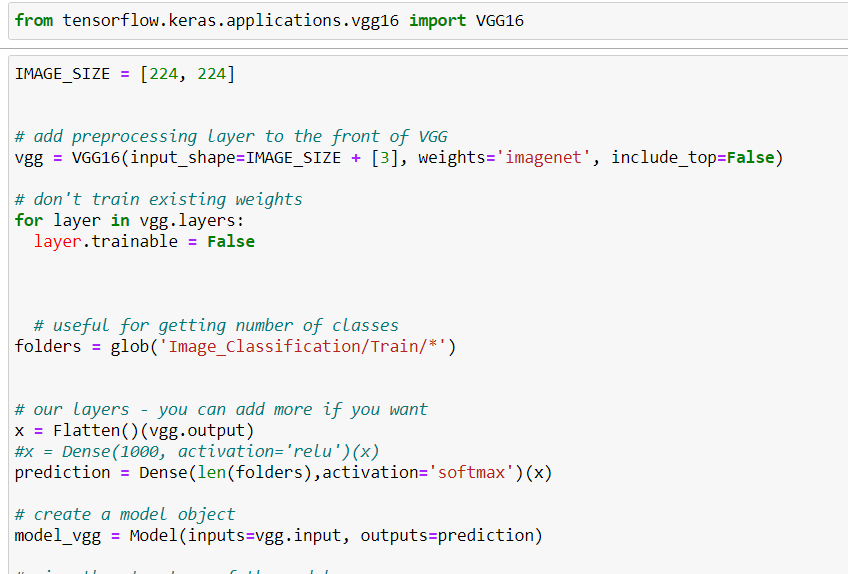 from tensorflow.keras.applications.vgg16 import VGG16
IMAGE_SIZE = [224, 224]
# add preprocessing layer to the front of VGG
vgg = VGG16(input_shape=IMAGE_SIZE + [3], weights='imagenet', include_top=False)
# don't train existing weights
for layer in vgg.layers:
  layer.trainable = False
  # useful for getting number of classes
folders = glob('Image_Classification/Train/*')
# our layers - you can add more if you want
x = Flatten()(vgg.output)
#x = Dense(1000, activation='relu')(x)
prediction = Dense(len(folders),activation='softmax')(x)
# create a model object
model_vgg = Model(inputs=vgg.input, outputs=prediction)